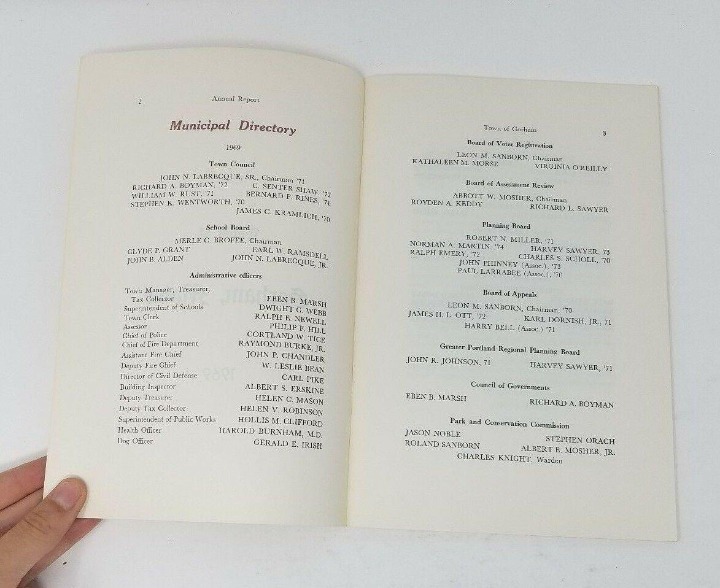 2 Annual Report
Municipal Directory
1969
Town Council
JOHN N. LABRECQUE, SR., Chairman '71
RICHARD A. BOYMAN, '72 C. SENTER SHAW, '72
WILLIAM W. RUST, '72 BERNARD P. RINES, '71
STEPHEN K. WENTWORTH, '70
JAMES C. KRAMLICH, '70
School Board
MERLE C. BROFEE, Chairman
CLYDE P. GRANT EARL W. RAMSDELL
JOHN B. ALDEN JOHN N. LABRECQUE, JR.
Administrative officers
Town Manager, Treasurer,
Tax Collector EBEN B. MARSH
Superintendent of Schools DWIGHT G. WEBB
Town Clerk RALPH E. NEWELL
Assessor PHILIP F. HILL
Chief of Police CORTLAND W. TICE
Chief of Fire Department RAYMOND BURKE, JR.
Assistant Fire Chief JOHN P. CHANDLER
Deputy Fire Chief W. LESLIE BEAN
Director of Civil Defense CARL PIKE
Building Inspector ALBERT S. ERSKINE
Deputy Treasurer HELEN C. MASON
Deputy Tax Collector HELEN V. ROBINSON
Superintendent of Public Works HOLLIS M. CLIFFORD
Health Officer HAROLD BURNHAM, M.D.
Dog Officer GERALD E. IRISH
Town of Gorham 3
Board of Voter Registration
LEON M. SANBORN, Chairman
KATHALEEN M. MORSE VIRGINIA O'REILLY
Board of Assessment Review
ABBOTT W. MOSHER, Chairman
ROYDEN A. KEDDY RICHARD L. SAWYER
Planning Board
ROBERT N. MILLER, '71
NORMAN A. MARTIN, '74 HARVEY SAWYER, '73
RALPH EMERY, '72 CHARLES S. SCHOLL, '70
JOHN PHINNEY (Assoc.) '73
PAUL LARRABEE (Assoc.) '70
Board of Appeals
LEON M. SANBORN, Chairman, '70
JAMES H. L. OTT, '72 KARL DORNISH, JR., '71
HARRY BELL (Assoc.) '71
Greater Portland Regional Planning Board
JOHN R. JOHNSON, '71 HARVEY SAWYER, '71
Council of Governments
EBEN B. MARSH RICHARD A. BOYMAN
Park and Conservation Commission
JASON NOBLE STEPHEN ORACH
ROLAND SANBORN ALBERT B. MOSHER, JR.
CHARLES KNIGHT, Warden